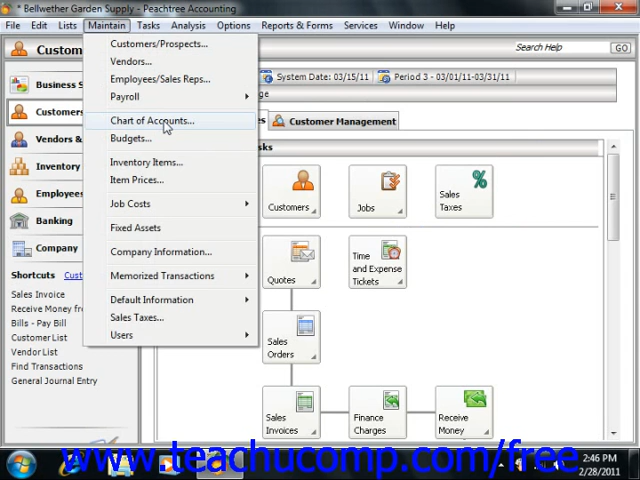 * Bellwether Garden Supply - Peachtree Accounting
File Edit Lists Maintain Tasks Analysis Options Reports & Forms Services Window Help
Custom
Search Help GO
System Date: 03/15/11 Period 3 - 03/01/11-03/31/11
Business S
Customers
Vendors &
Inventory
Employees
Banking
Company
Shortcuts Cust
Sales Invoice
Receive Money fr
Bills - Pay Bill
Customer List
Vendor List
Find Transactions
General Journal Entry
Customers/Prospects...
Vendors...
Employees/Sales Reps...
Payroll
Chart of Accounts...
Budgets...
Inventory Items...
Item Prices...
Job Costs
Fixed Assets
Company Information...
Memorized Transactions
Default Information
Sales Taxes...
Users
ge
es Customer Management
sks
Customers
Jobs
Sales
Taxes
Quotes
Time
and Expense
Tickets
Sales
Orders
Sales
Invoices
Finance
Charges
Receive
Money
www.teachucomp.com/free
2:46 PM
2/28/2011